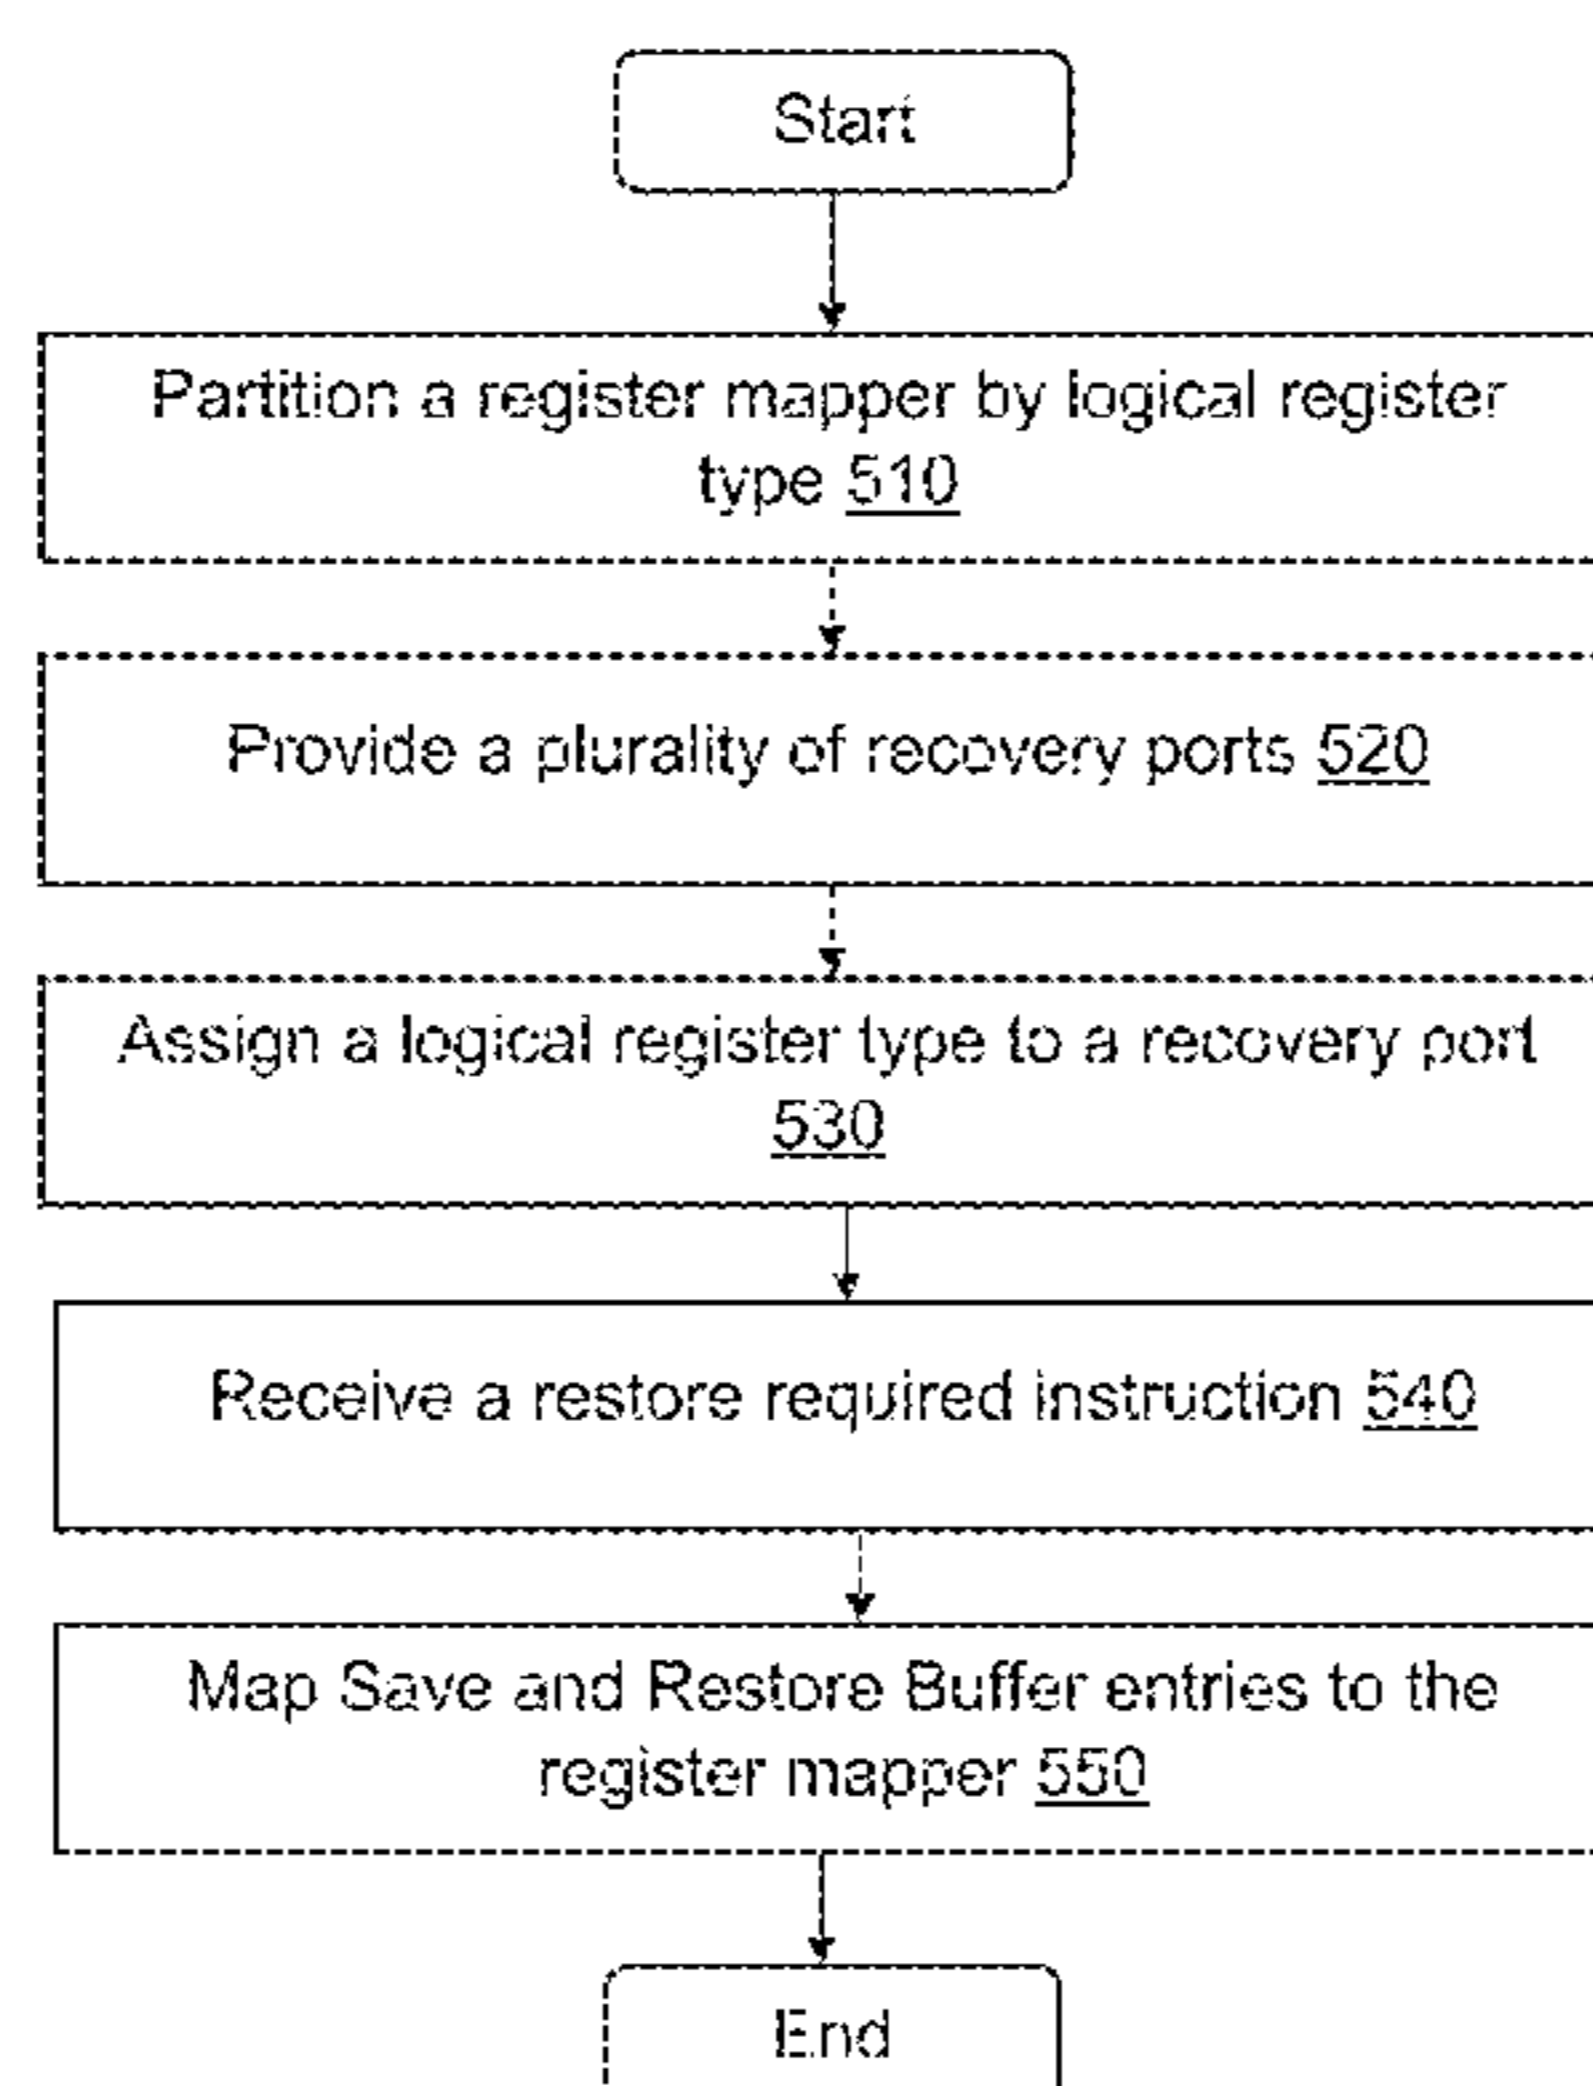 Start
Partition a register mapper by logical register
type 510
Provide a plurality of recovery ports 520
Assign a logical register type to a recovery port
530
Receive a restore required instruction 540
Map Save and Restore Buffer entries to the
register mapper 550
End